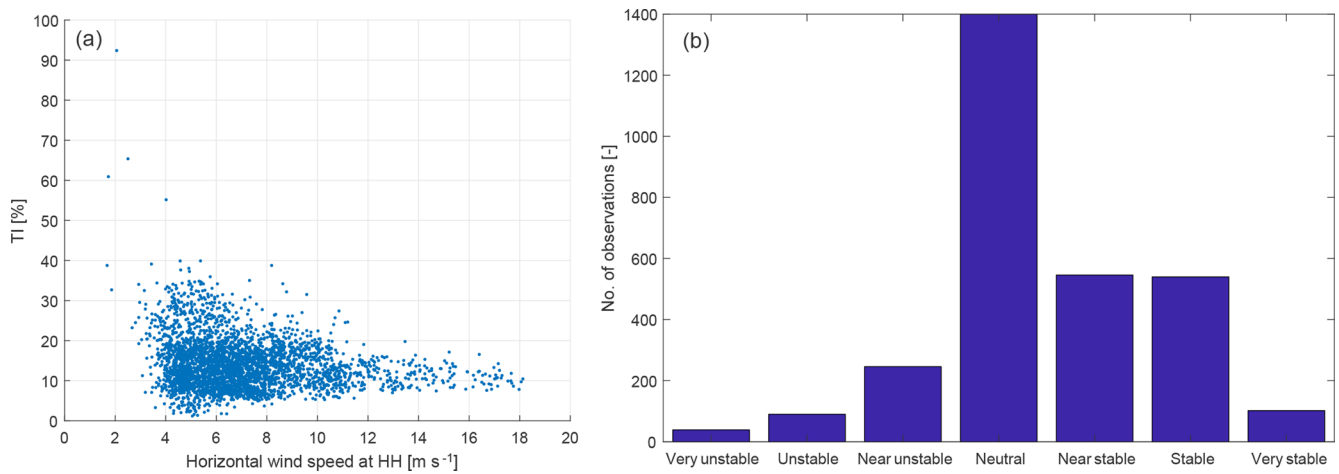 (a)
TI [%]
100
90
80
70
60
50
40
30
20
10
0
0 2 4 6 8 10 12 14 16 18 20
Horizontal wind speed at HH [m s⁻¹]
(b)
No. of observations [-]
1400
1200
1000
800
600
400
200
0
Very unstable Unstable Near unstable Neutral Near stable Stable Very stable